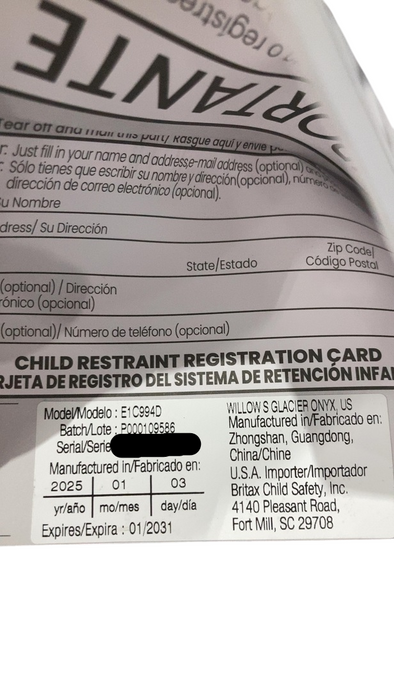 ORTANTE
Tear off and mail this part/ Rasgue aquí y envíe
r. Just fill in your name and address,e-mail address (optional)
Sólo tienes que escribir su nombre y dirección(opcional), número
dirección de correo electrónico (opcional).
Su Nombre
dress/ Su Dirección
State/Estado
Zip Code/
Código Postal
(optional) / Dirección
rónico (opcional)
(optional)/ Número de teléfono (opcional)
CHILD RESTRAINT REGISTRATION CARD
RJETA DE REGISTRO DEL SISTEMA DE RETENCIÓN INFA
Model/Modelo : E1C994D
Batch/Lote : P000109586
Serial/Serie
Manufactured in/Fabricado en:
2025 01 03
yr/año mo/mes day/día
Expires/Expira : 01/2031
WILLOW S GLACIER ONYX, US
Manufactured in/Fabricado en:
Zhongshan, Guangdong,
China/China
U.S.A. Importer/Importador
Britax Child Safety, Inc.
4140 Pleasant Road,
Fort Mill, SC 29708